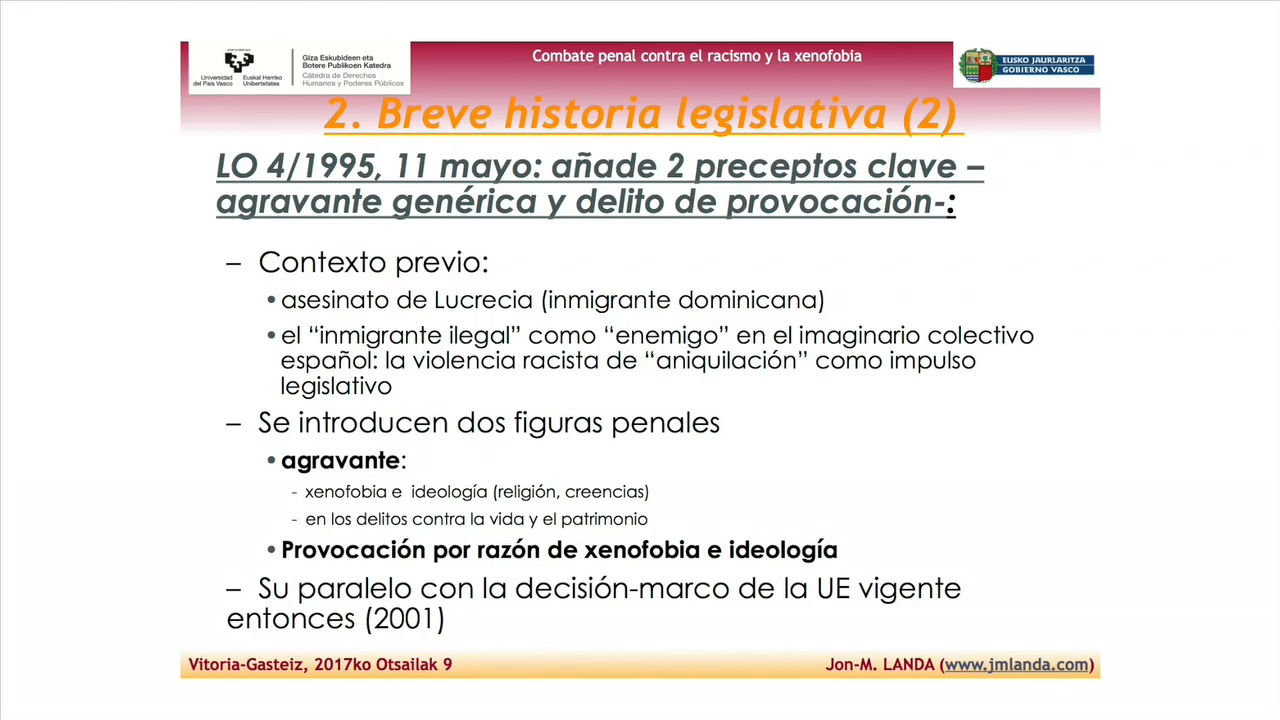 Universidad del País Vasco
Euskal Herriko Unibertsitatea
Giza Eskubideen eta
Botere Publikoen Katedra
Cátedra de Derechos
Humanos y Poderes Públicos
Combate penal contra el racismo y la xenofobia
EUSKO JAURLARITZA
GOBIERNO VASCO
2. Breve historia legislativa (2)
LO 4/1995, 11 mayo: añade 2 preceptos clave –
agravante genérica y delito de provocación-:
– Contexto previo:
• asesinato de Lucrecia (inmigrante dominicana)
• el “inmigrante ilegal” como “enemigo” en el imaginario colectivo
español: la violencia racista de “aniquilación” como impulso
legislativo
– Se introducen dos figuras penales
• agravante:
- xenofobia e ideología (religión, creencias)
- en los delitos contra la vida y el patrimonio
• Provocación por razón de xenofobia e ideología
– Su paralelo con la decisión-marco de la UE vigente
entonces (2001)
Vitoria-Gasteiz, 2017ko Otsailak 9
Jon-M. LANDA (www.jmlanda.com)